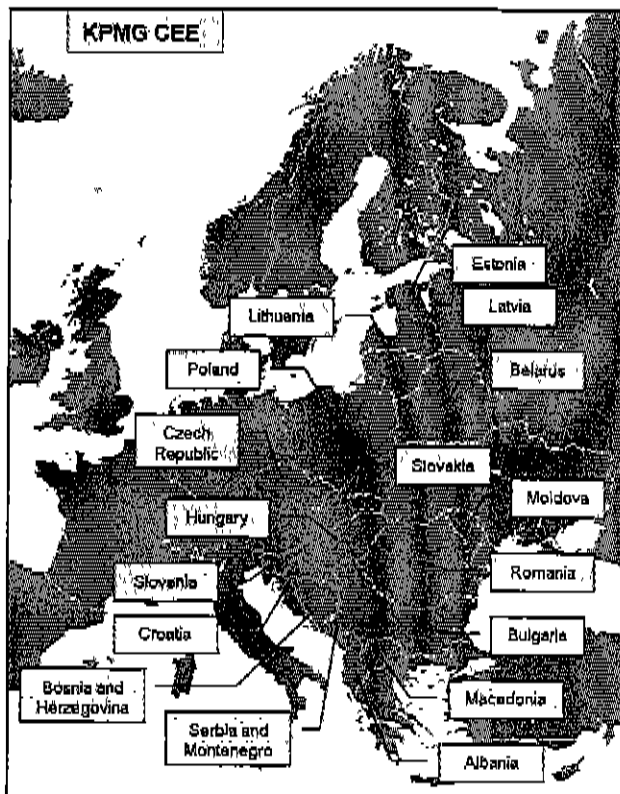 KPMG CEE
Estonia
Lithuania
Latvia
Poland
Belarus
Czech
Republic
Slovakia
Moldova
Hungary
Slovenia
Romania
Croatia
Bulgaria
Bosnia and
Herzegovina
Macedonia
Serbia and
Montenegro
Albania